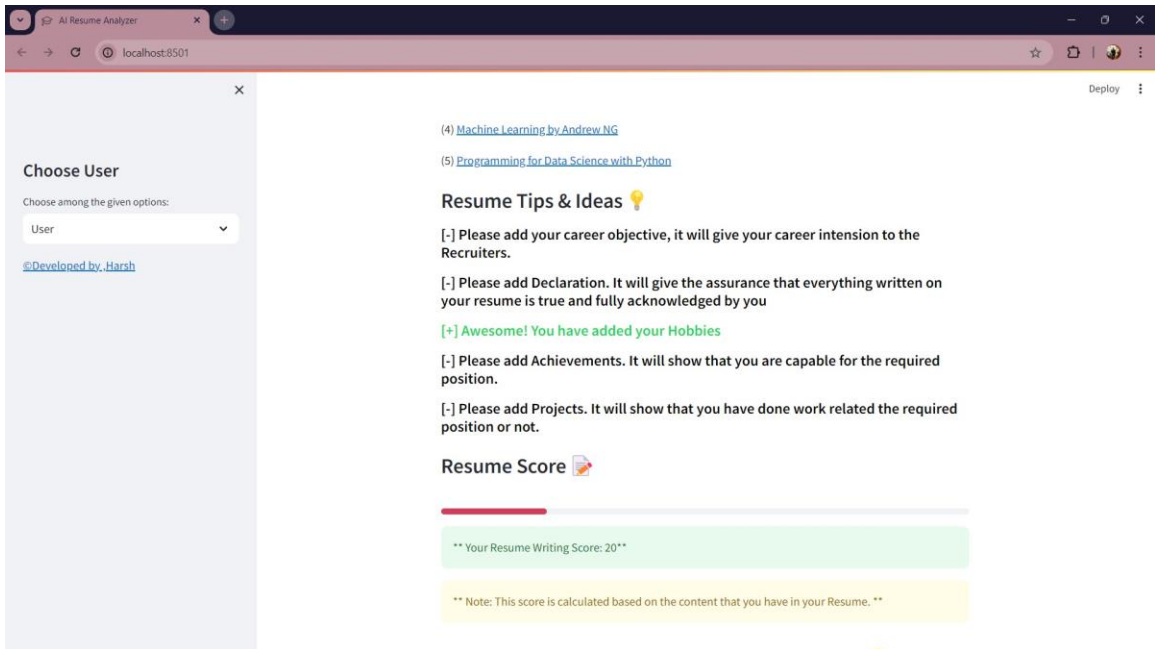 AI Resume Analyzer
localhost:8501
Deploy
(4) Machine Learning by Andrew NG
(5) Programming for Data Science with Python
Choose User
Choose among the given options:
User
©Developed by ,Harsh
Resume Tips & Ideas 💡
[-] Please add your career objective, it will give your career intension to the
Recruiters.
[-] Please add Declaration. It will give the assurance that everything written on
your resume is true and fully acknowledged by you
[+] Awesome! You have added your Hobbies
[-] Please add Achievements. It will show that you are capable for the required
position.
[-] Please add Projects. It will show that you have done work related the required
position or not.
Resume Score 📝
** Your Resume Writing Score: 20**
** Note: This score is calculated based on the content that you have in your Resume. **